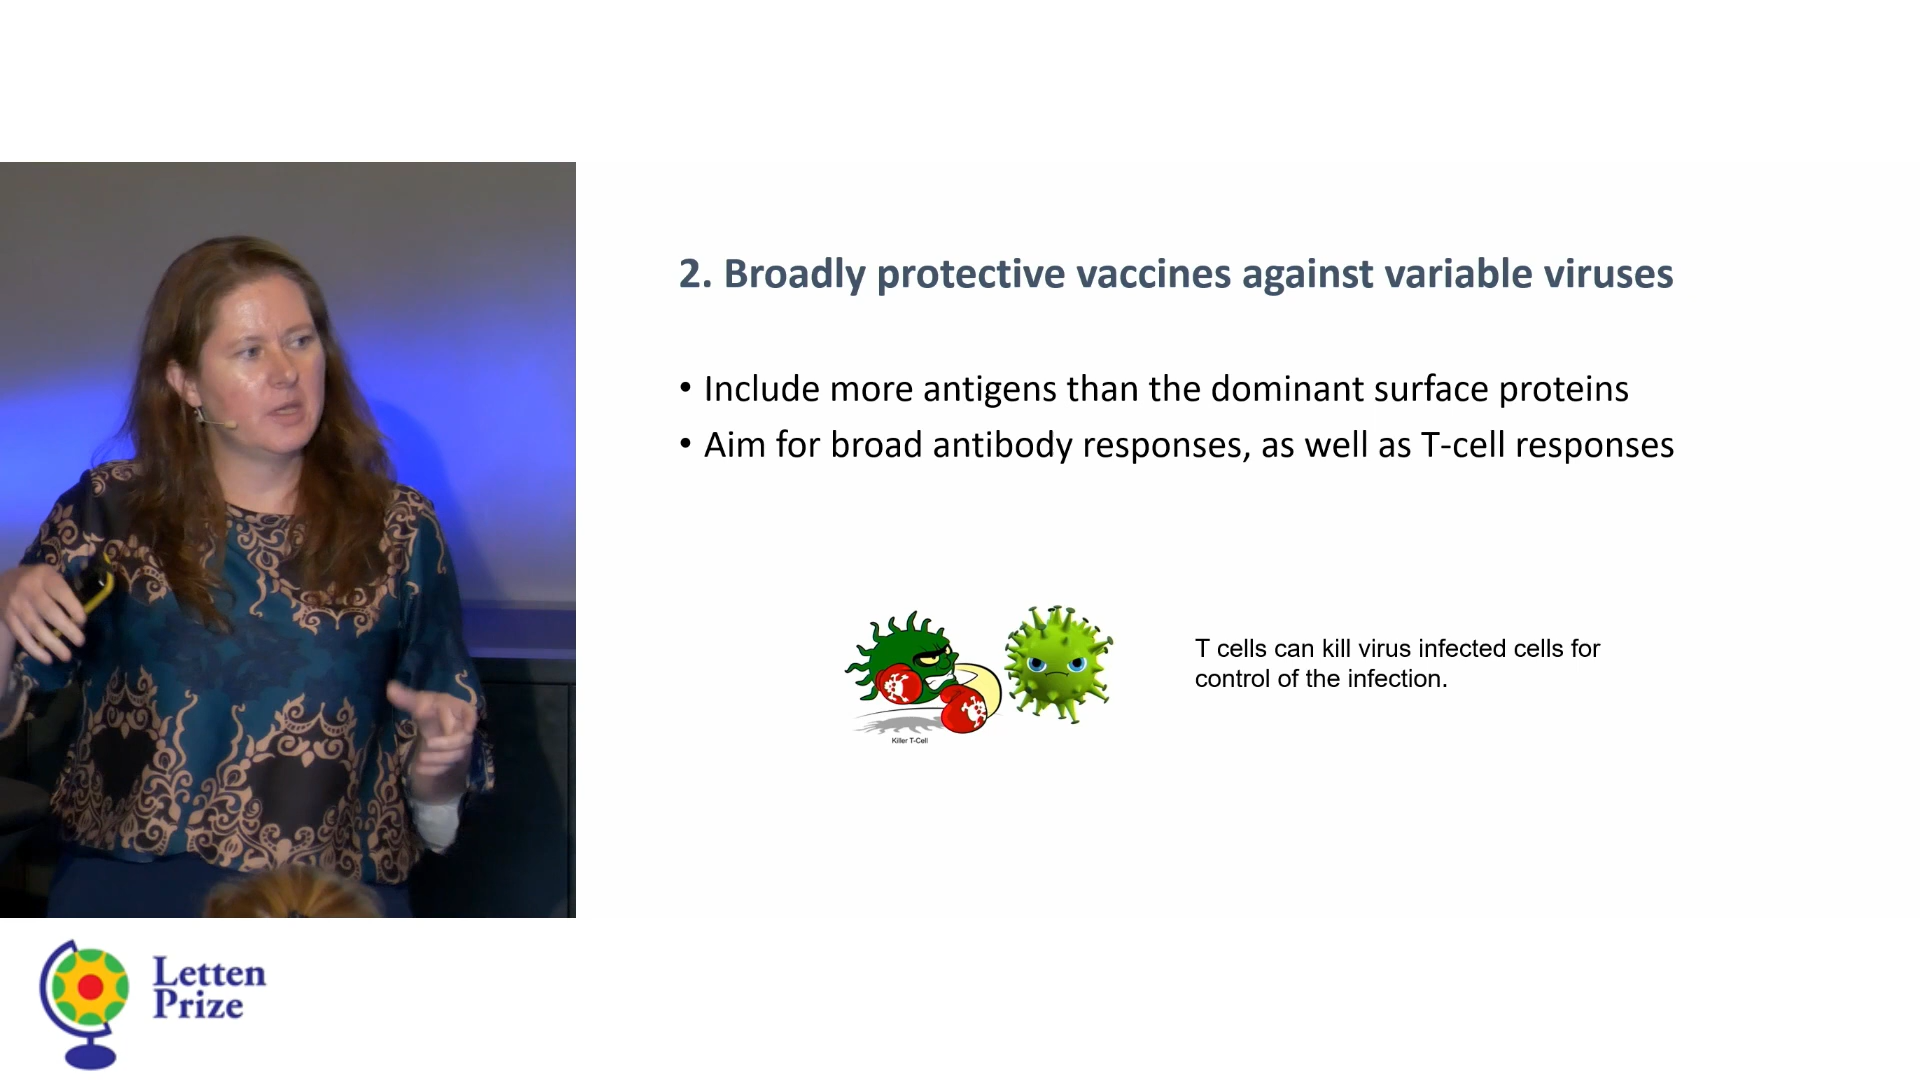 2. Broadly protective vaccines against variable viruses
• Include more antigens than the dominant surface proteins
• Aim for broad antibody responses, as well as T-cell responses
T cells can kill virus infected cells for
control of the infection.
Killer T-Cell
Letten
Prize